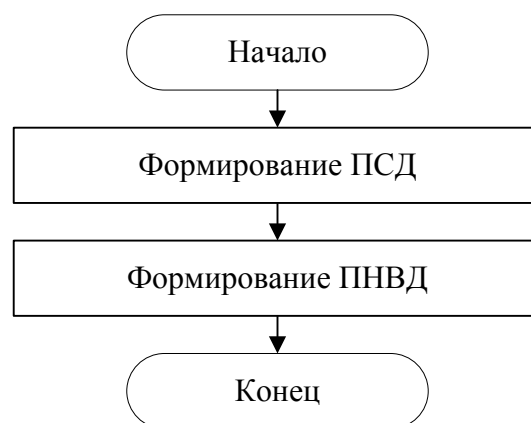 Начало
Формирование ПСД
Формирование ПНВД
Конец